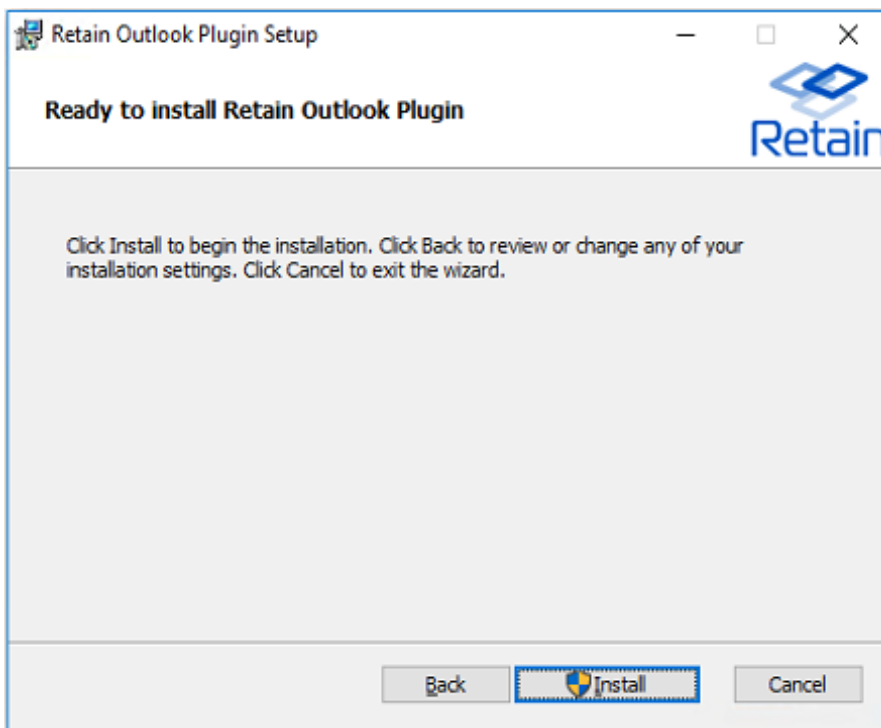 Retain Outlook Plugin Setup
Ready to install Retain Outlook Plugin
Retain
Click Install to begin the installation. Click Back to review or change any of your
installation settings. Click Cancel to exit the wizard.
Back
Install
Cancel